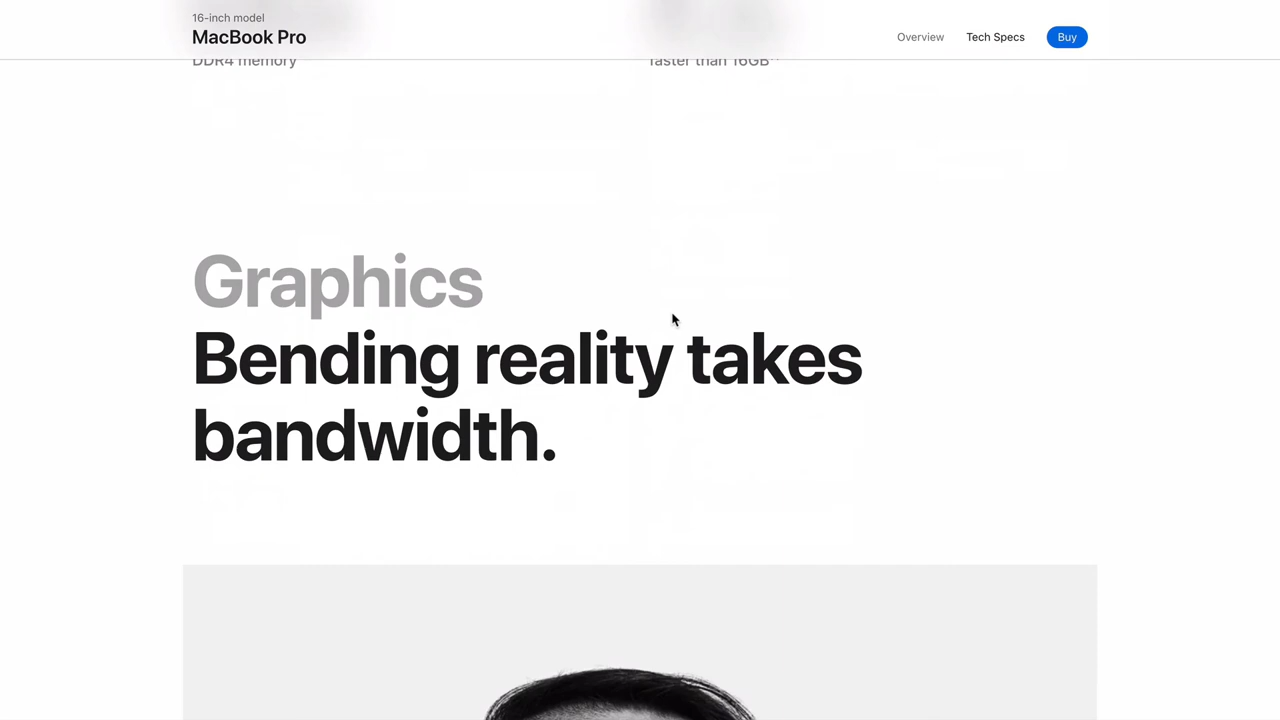 16-inch model
MacBook Pro
Overview
Tech Specs
Buy
DDR4 memory
faster than 16GB
Graphics
Bending reality takes
bandwidth.